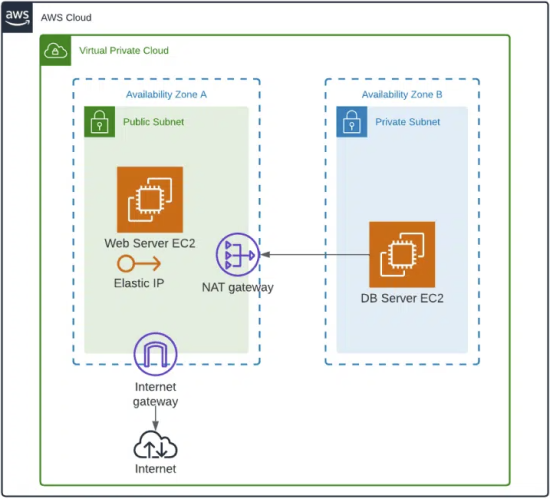 aws
AWS Cloud
Virtual Private Cloud
Availability Zone A
Availability Zone B
Public Subnet
Private Subnet
Web Server EC2
Elastic IP
NAT gateway
DB Server EC2
Internet
gateway
Internet